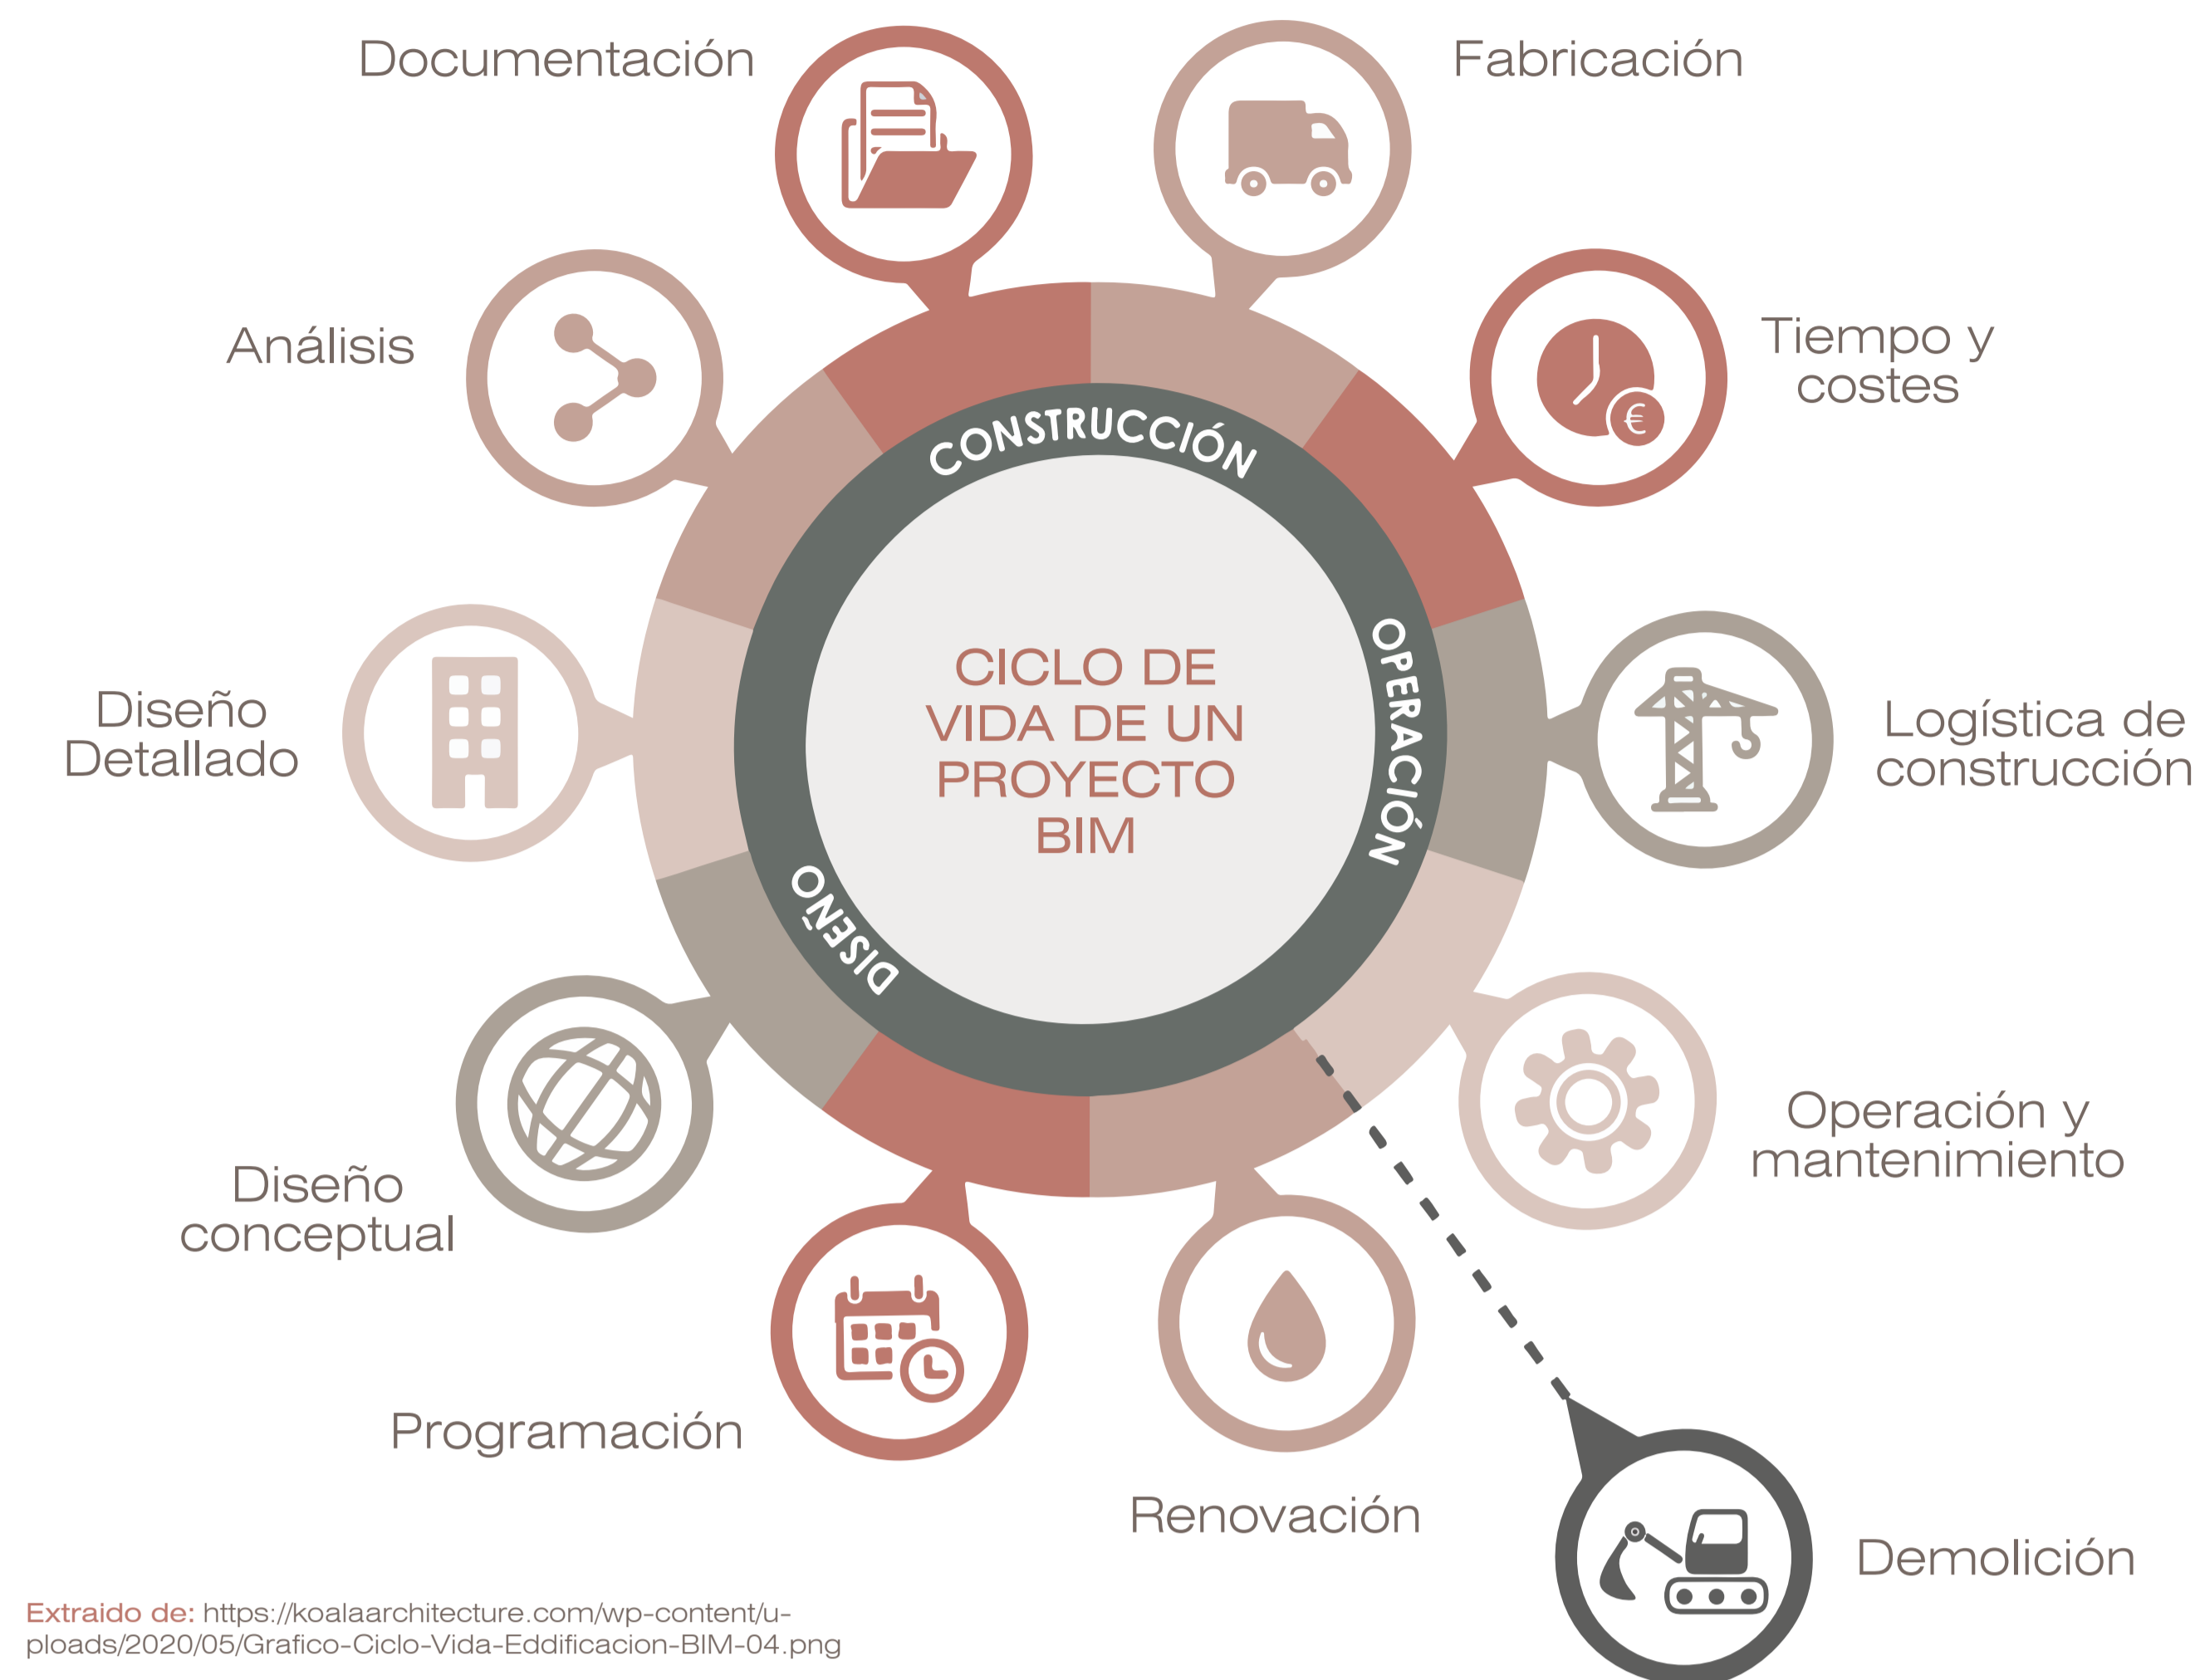 Documentación
Fabricación
Análisis
Tiempo y
costes
CONSTRUCCIÓN
OPERACIÓN
DISEÑO
CICLO DE
VIDA DE UN
PROYECTO
BIM
Diseño
Detallado
Logística de
construcción
Diseño
conceptual
Operación y
mantenimiento
Programación
Renovación
Demolición
Extraido de: https://koalaarchitecture.com/wp-content/u-
ploads/2020/05/Grafico-Ciclo-Vida-Eddificacion-BIM-04.png